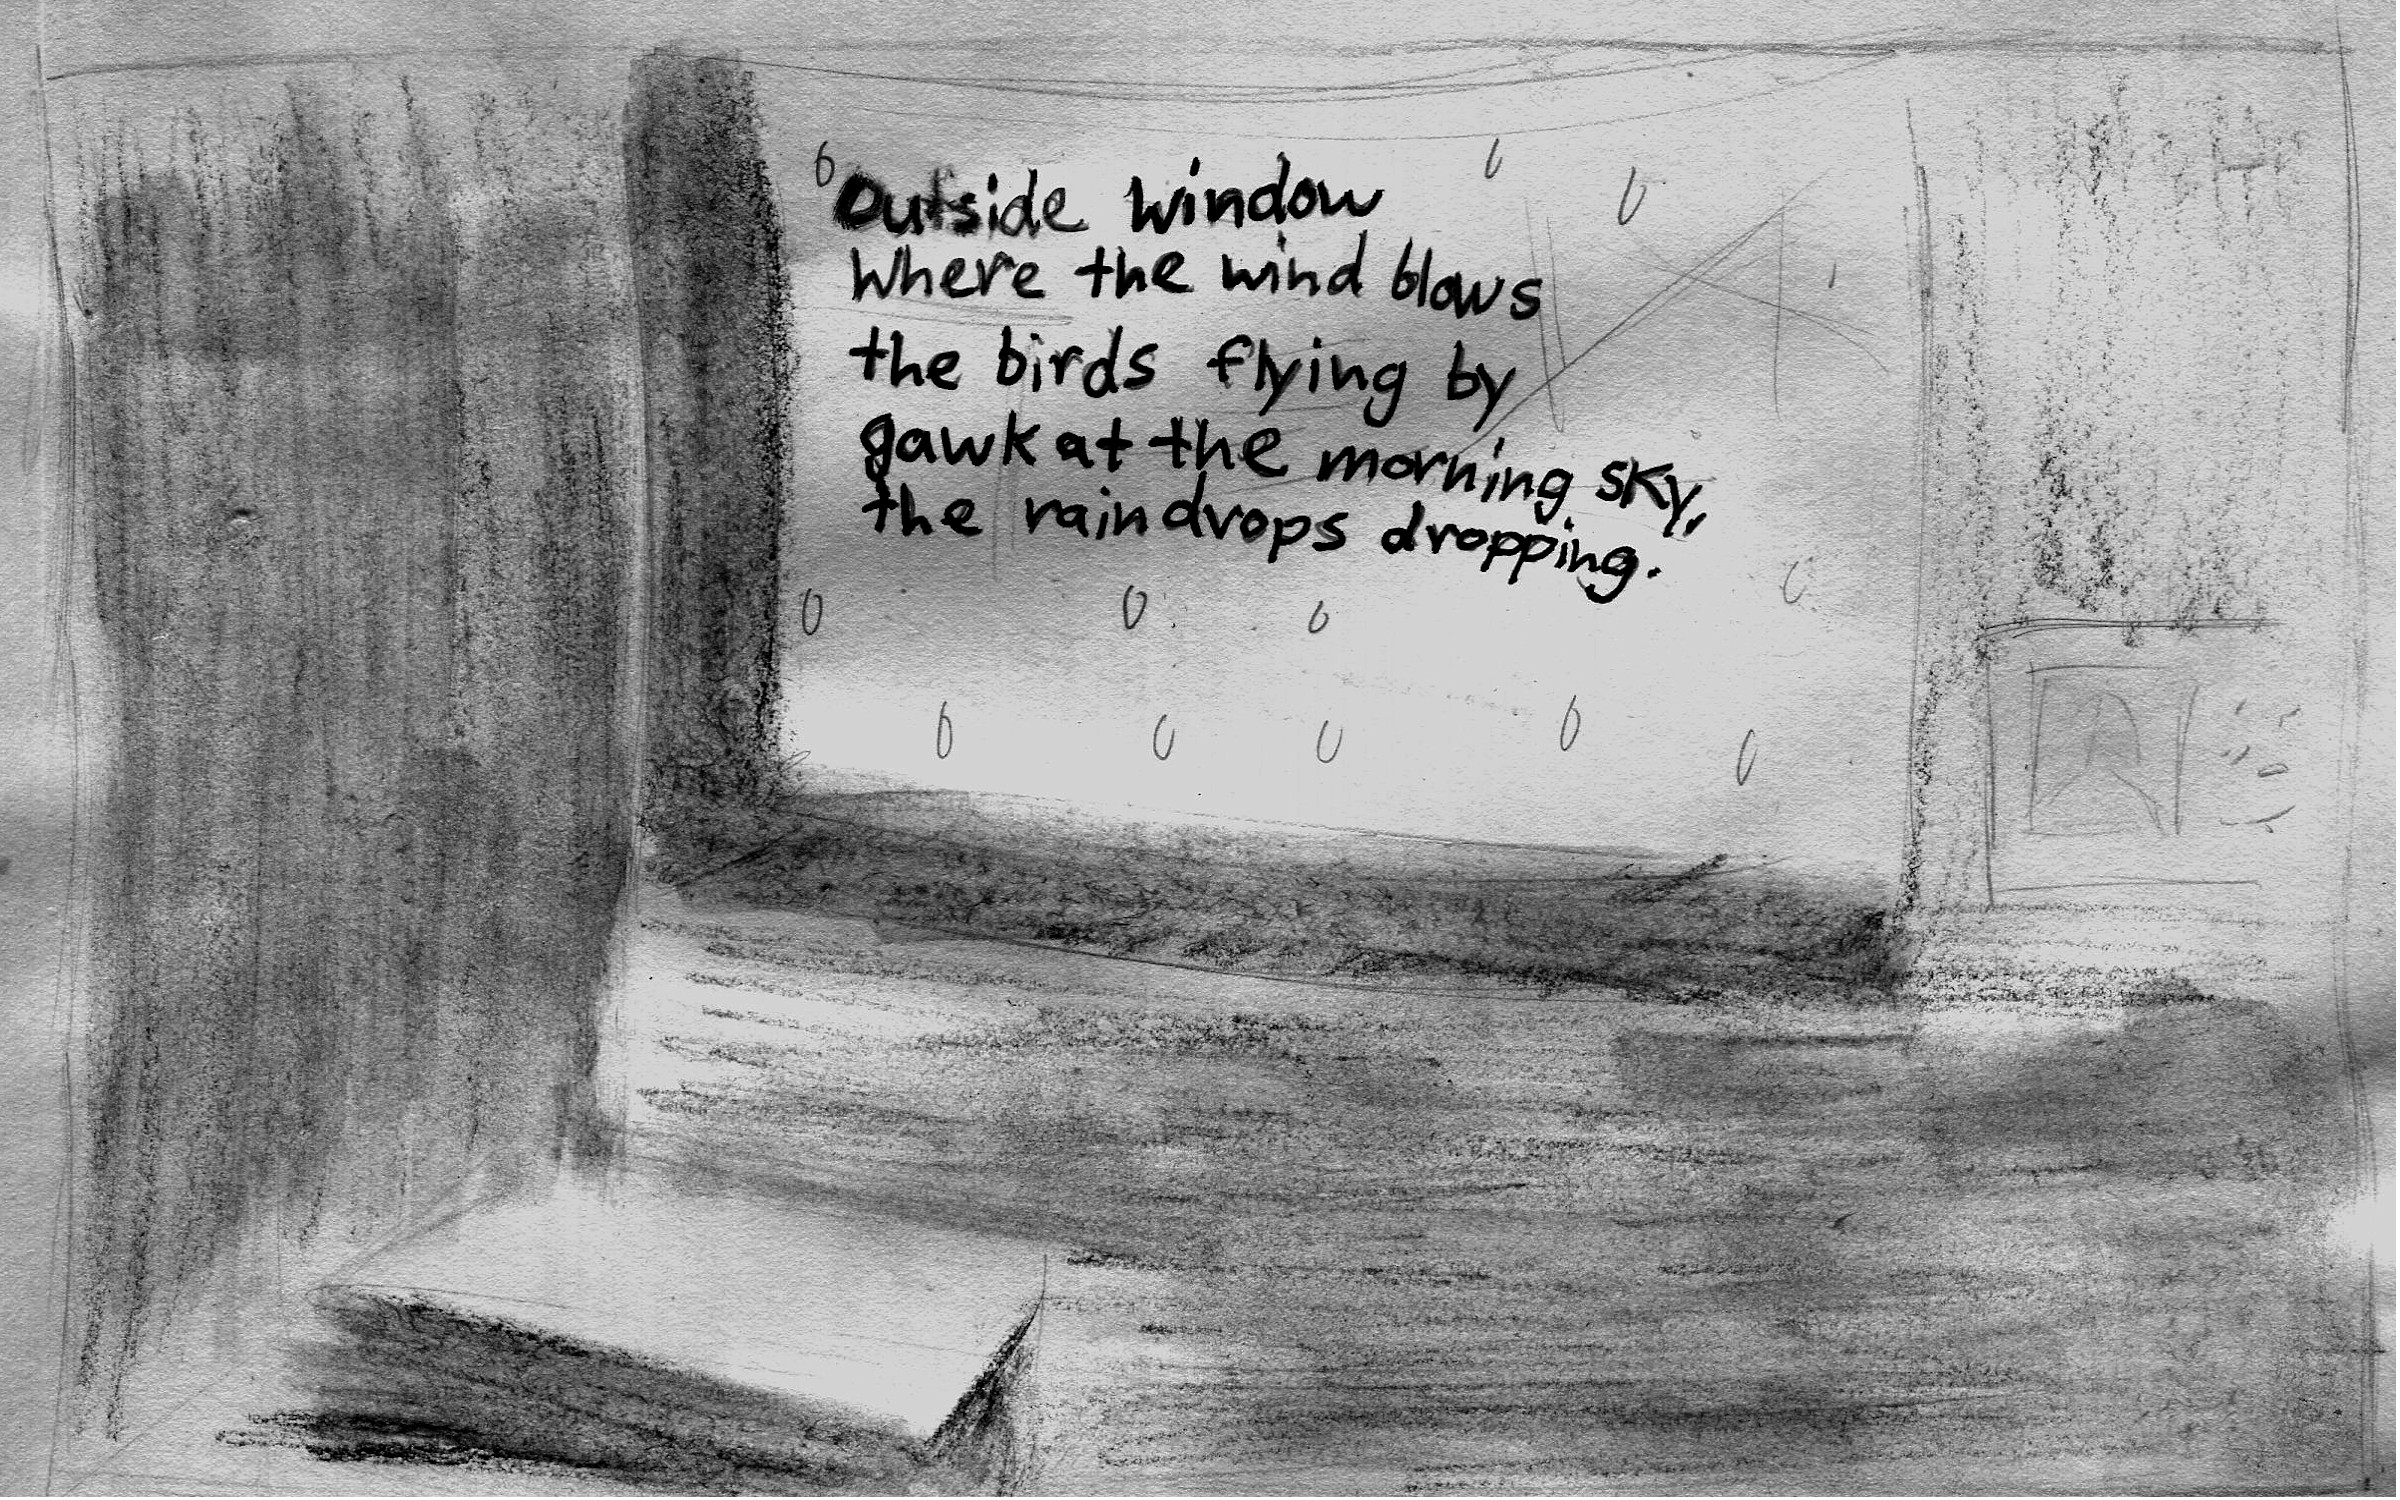 Outside window
where the wind blows
the birds flying by
gawk at the morning sky,
the raindrops dropping.